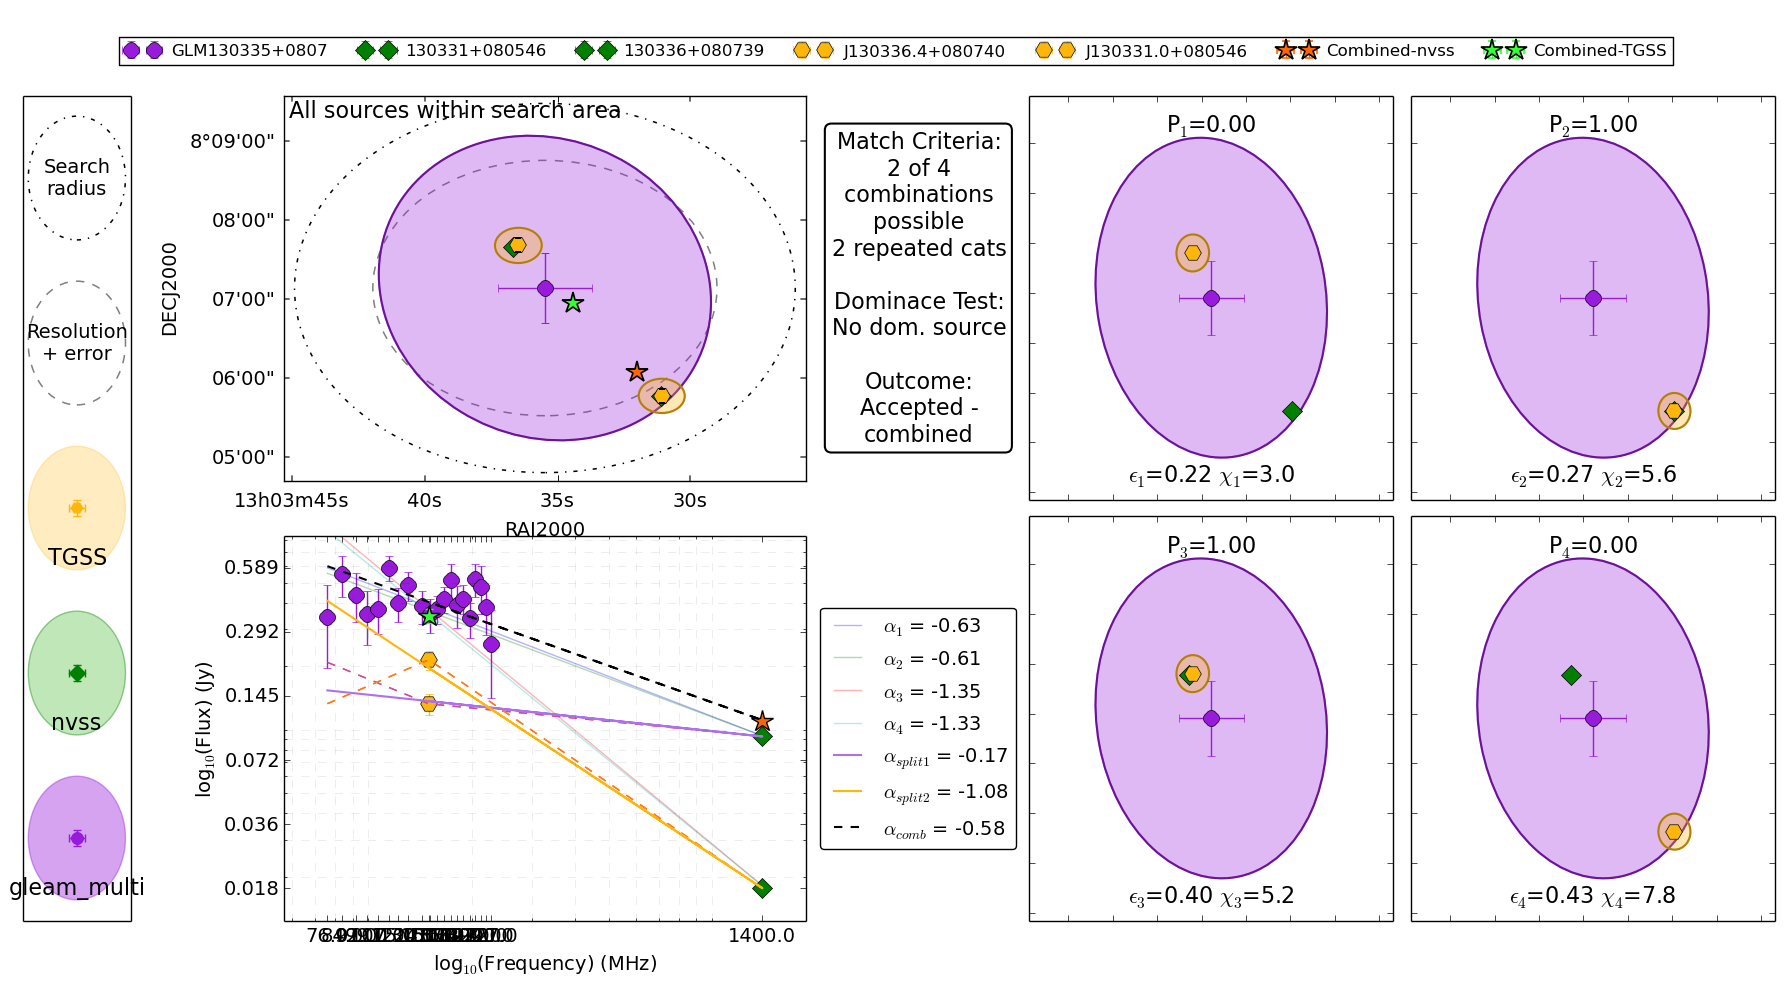 GLM130335+0807 130331+080546 130336+080739 J130336.4+080740 J130331.0+080546 Combined-nvss Combined-TGSS
Search
radius
Resolution
+ error
TGSS
nvss
gleam_multi
All sources within search area
DECJ2000
8°09'00"
08'00"
07'00"
06'00"
05'00"
13h03m45s 40s 35s 30s
RAJ2000
Match Criteria:
2 of 4
combinations
possible
2 repeated cats
Dominace Test:
No dom. source
Outcome:
Accepted -
combined
P1=0.00
ϵ1=0.22 χ1=3.0
P2=1.00
ϵ2=0.27 χ2=5.6
log10(Flux) (Jy)
0.589
0.292
0.145
0.072
0.036
0.018
1400.0
log10(Frequency) (MHz)
α1 = -0.63
α2 = -0.61
α3 = -1.35
α4 = -1.33
αsplit1 = -0.17
αsplit2 = -1.08
αcomb = -0.58
P3=1.00
ϵ3=0.40 χ3=5.2
P4=0.00
ϵ4=0.43 χ4=7.8